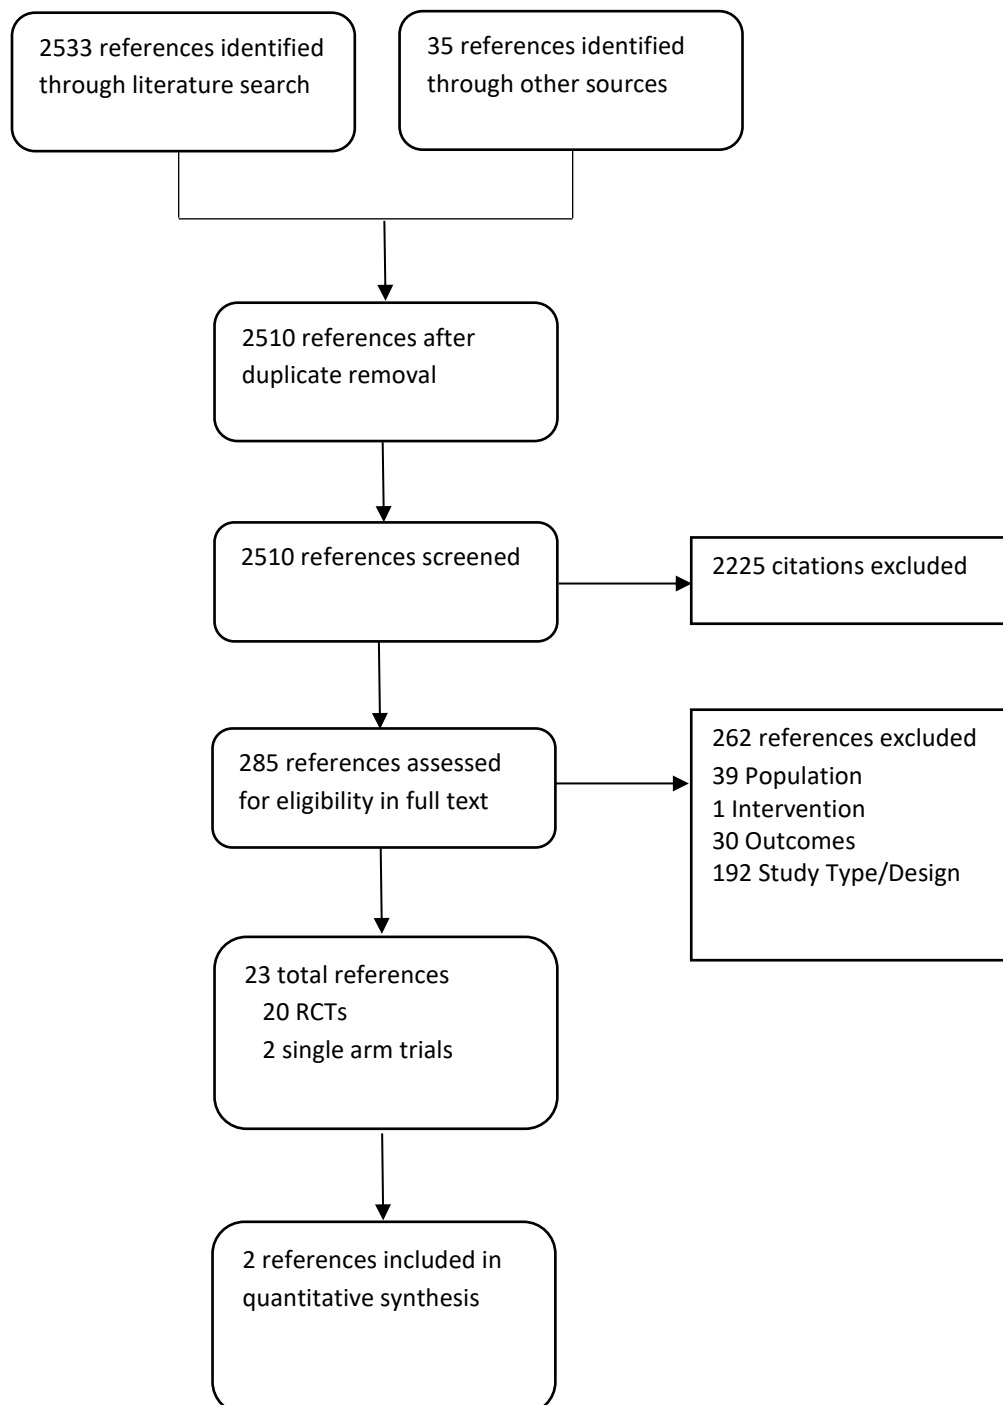 2533 references identified
through literature search
35 references identified
through other sources
2510 references after
duplicate removal
2510 references screened
2225 citations excluded
285 references assessed
for eligibility in full text
262 references excluded
39 Population
1 Intervention
30 Outcomes
192 Study Type/Design
23 total references
20 RCTs
2 single arm trials
2 references included in
quantitative synthesis